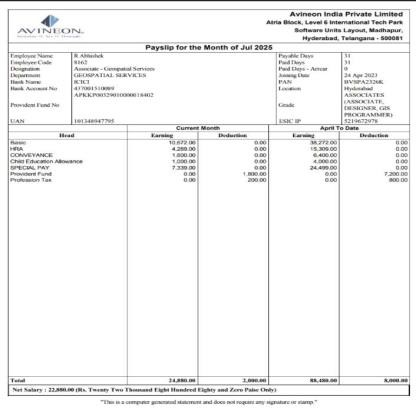 Avineon India Private Limited
Atria Block, Level 6 International Tech Park
Software Units Layout, Madhapur,
Hyderabad, Telangana - 500081
AVINEON
Payslip for the Month of Jul 2025
Employee Name R Abhishek Payable Days 31
Employee Code 8162 Paid Days 31
Designation Associate - Geospatial Services Paid Days - Arrear 0
Department GEOSPATIAL SERVICES Joining Date 24 Apr 2023
Bank Name ICICI PAN BVSPA2326K
Bank Account No 437001510089 Location Hyderabad
Provident Fund No APKKP00529010000018402 Grade ASSOCIATES
(ASSOCIATE,
DESIGNER, GIS
PROGRAMMER)
UAN 101348947795 ESIC IP 5219672978
Current Month April To Date
Head Earning Deduction Earning Deduction
Basic 10,672.00 0.00 38,272.00 0.00
HRA 4,269.00 0.00 15,309.00 0.00
CONVEYANCE 1,600.00 0.00 6,400.00 0.00
Child Education Allowance 1,000.00 0.00 4,000.00 0.00
SPECIAL PAY 7,339.00 0.00 24,499.00 0.00
Provident Fund 0.00 1,800.00 0.00 7,200.00
Profession Tax 0.00 200.00 0.00 800.00
Total 24,880.00 2,000.00 88,480.00 8,000.00
Net Salary : 22,880.00 (Rs. Twenty Two Thousand Eight Hundred Eighty and Zero Paise Only)
"This is a computer generated statement and does not require any signature or stamp."